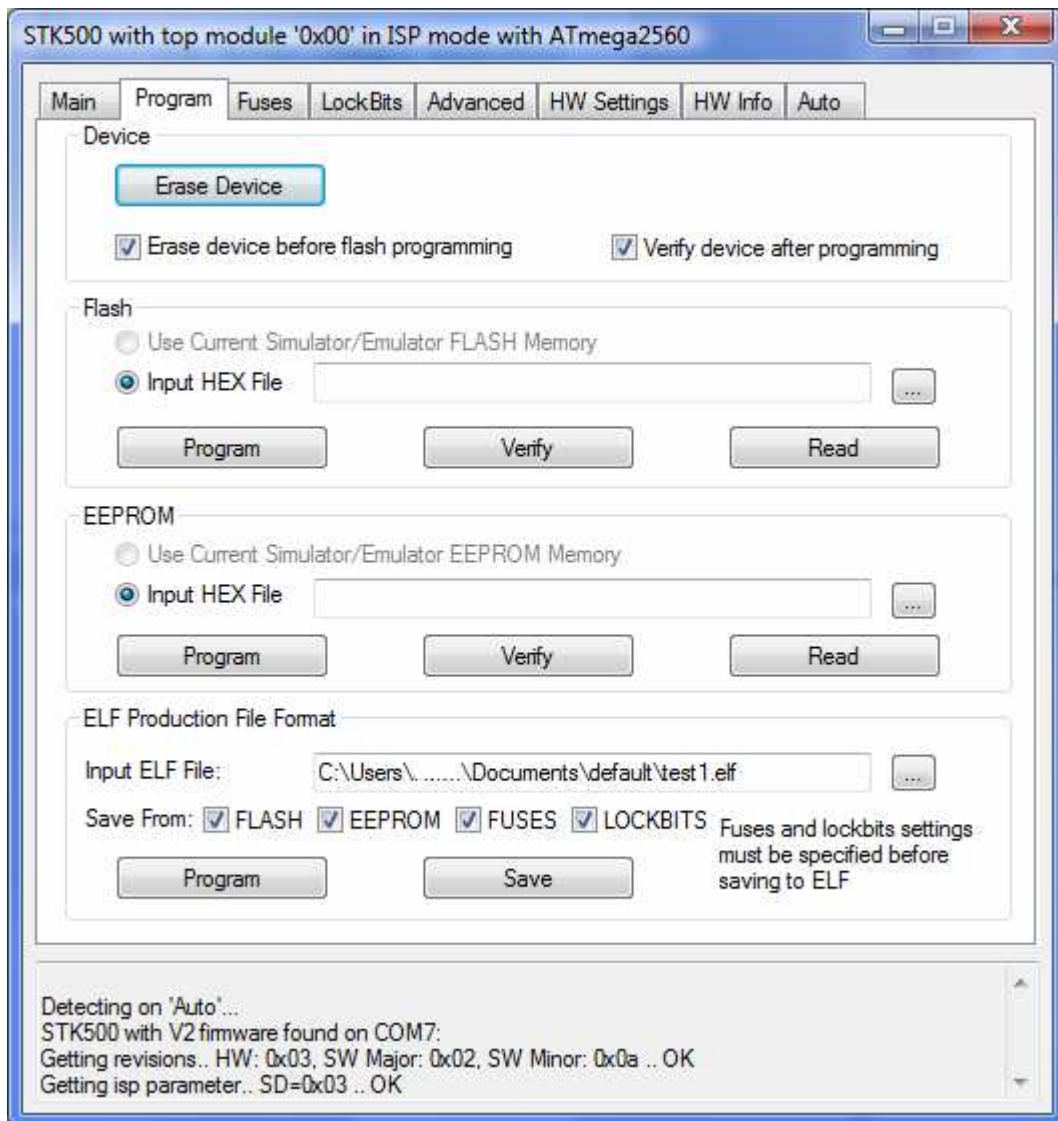 STK500 with top module '0x00' in ISP mode with ATmega2560
Main Program Fuses LockBits Advanced HW Settings HW Info Auto
Device
Erase Device
Erase device before flash programming Verify device after programming
Flash
Use Current Simulator/Emulator FLASH Memory
Input HEX File ...
Program Verify Read
EEPROM
Use Current Simulator/Emulator EEPROM Memory
Input HEX File ...
Program Verify Read
ELF Production File Format
Input ELF File: C:\Users\. ......\Documents\default\test1.elf ...
Save From: FLASH EEPROM FUSES LOCKBITS
Fuses and lockbits settings
must be specified before
saving to ELF
Program Save
Detecting on 'Auto'...
STK500 with V2 firmware found on COM7:
Getting revisions.. HW: 0x03, SW Major: 0x02, SW Minor: 0x0a .. OK
Getting isp parameter.. SD=0x03 .. OK